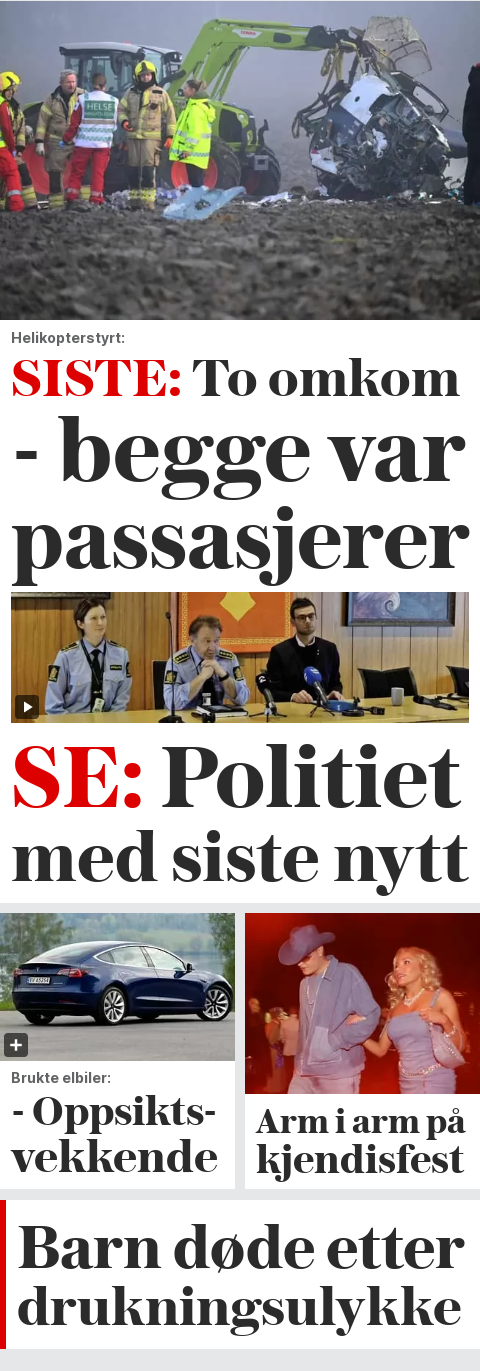 HELSE
Helikopterstyrt:
SISTE: To omkom
- begge var
passasjerer
SE: Politiet
med siste nytt
Brukte elbiler:
- Oppsikts-
vekkende
Arm i arm på
kjendisfest
Barn døde etter
drukningsulykke